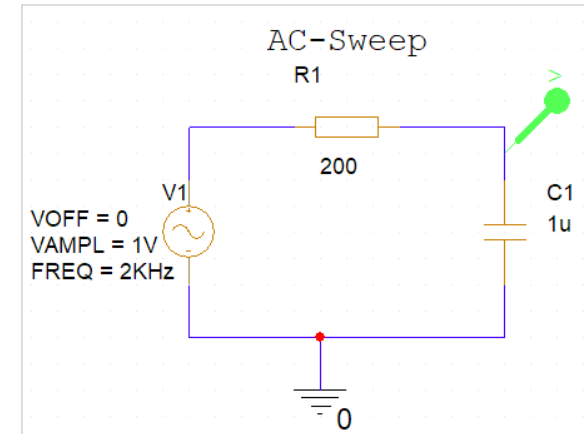 AC-Sweep
R1
200
V1
VOFF = 0
VAMPL = 1V
FREQ = 2KHz
C1
1u
0